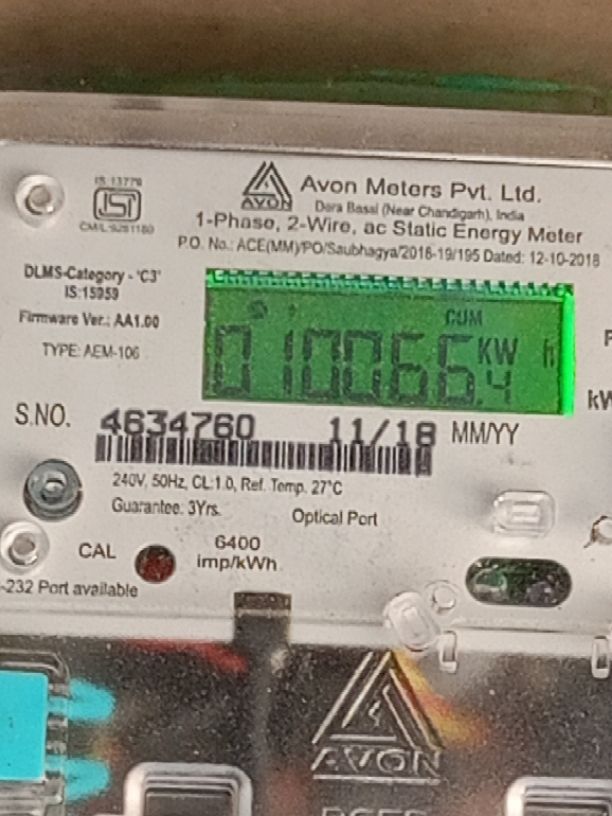 IS:13779
ISI
CM/L:9281180
AVON
Avon Meters Pvt. Ltd.
Dera Bassi (Near Chandigarh), India
1-Phase, 2-Wire, ac Static Energy Meter
P.O. No.: ACE(MM)/PO/Saubhagya/2018-19/195 Dated: 12-10-2018
DLMS-Category - 'C3'
IS:15959
Firmware Ver.: AA1.00
TYPE: AEM-106
CUM
010066.4 KW h
S.NO. 4634760 11/18 MM/YY
240V, 50Hz, CL:1.0, Ref. Temp. 27°C
Guarantee. 3Yrs. Optical Port
CAL
6400
imp/kWh
-232 Port available
AVON